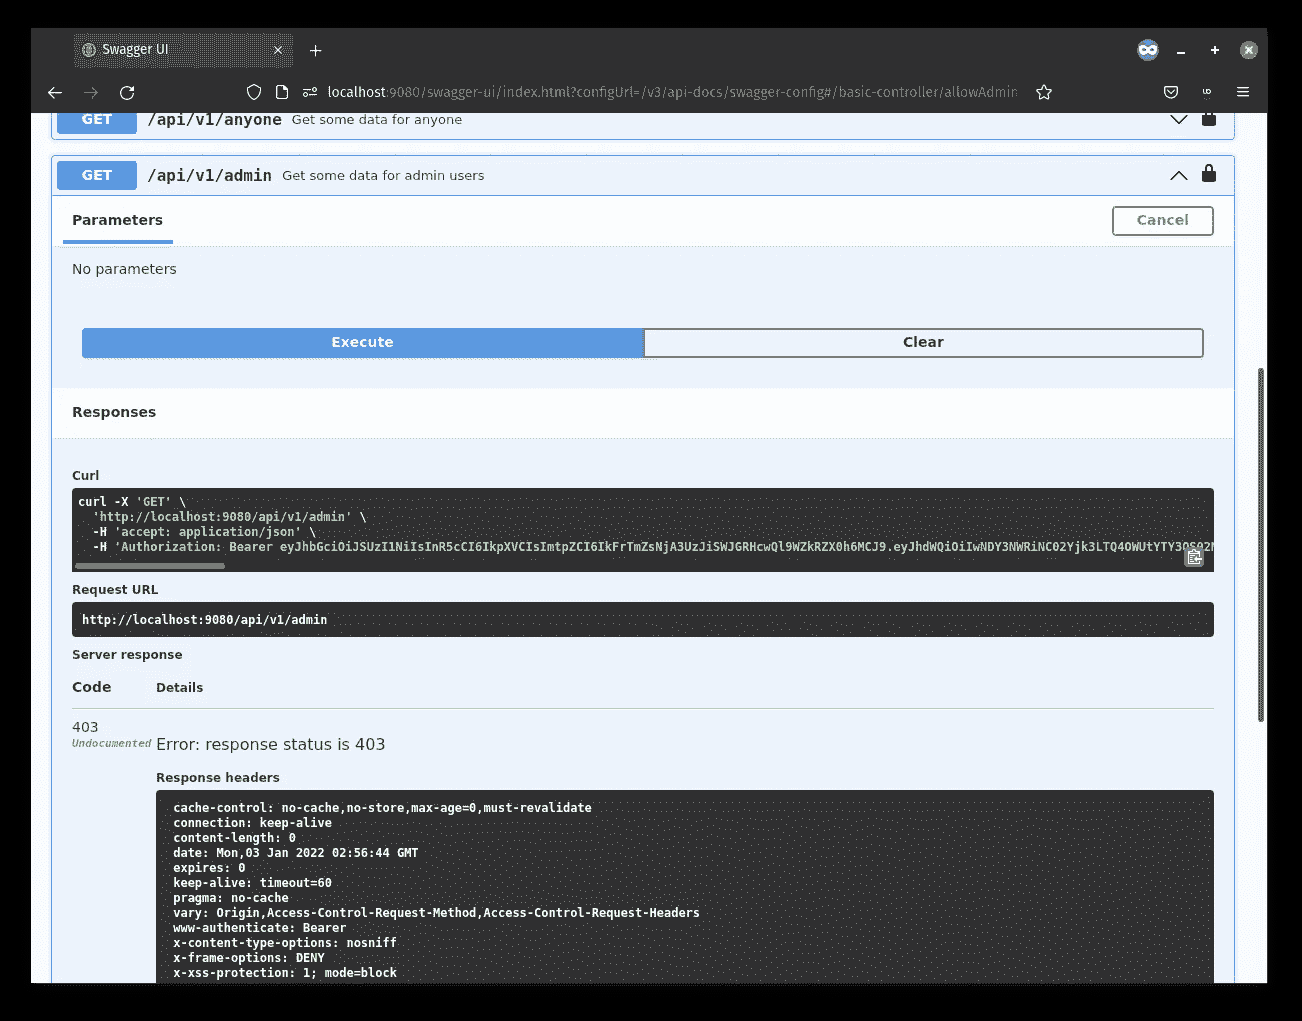 Swagger UI
localhost:9080/swagger-ui/index.html?configUrl=/v3/api-docs/swagger-config#/basic-controller/allowAdmin
GET /api/v1/anyone Get some data for anyone
GET /api/v1/admin Get some data for admin users
Parameters
Cancel
No parameters
Execute
Clear
Responses
Curl
curl -X 'GET' \
'http://localhost:9080/api/v1/admin' \
-H 'accept: application/json' \
-H 'Authorization: Bearer
Request URL
http://localhost:9080/api/v1/admin
Server response
Code Details
403
Undocumented Error: response status is 403
Response headers
cache-control: no-cache,no-store,max-age=0,must-revalidate
connection: keep-alive
content-length: 0
date: Mon,03 Jan 2022 02:56:44 GMT
expires: 0
keep-alive: timeout=60
pragma: no-cache
vary: Origin,Access-Control-Request-Method,Access-Control-Request-Headers
www-authenticate: Bearer
x-content-type-options: nosniff
x-frame-options: DENY
x-xss-protection: 1; mode=block